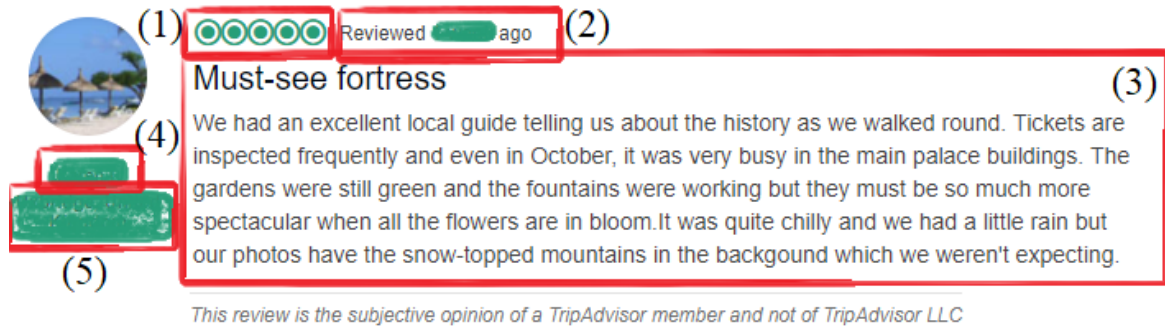 (1)
Reviewed
ago
(2)
Must-see fortress
(3)
We had an excellent local guide telling us about the history as we walked round. Tickets are
inspected frequently and even in October, it was very busy in the main palace buildings. The
gardens were still green and the fountains were working but they must be so much more
spectacular when all the flowers are in bloom.It was quite chilly and we had a little rain but
our photos have the snow-topped mountains in the backgound which we weren't expecting.
(4)
(5)
This review is the subjective opinion of a TripAdvisor member and not of TripAdvisor LLC